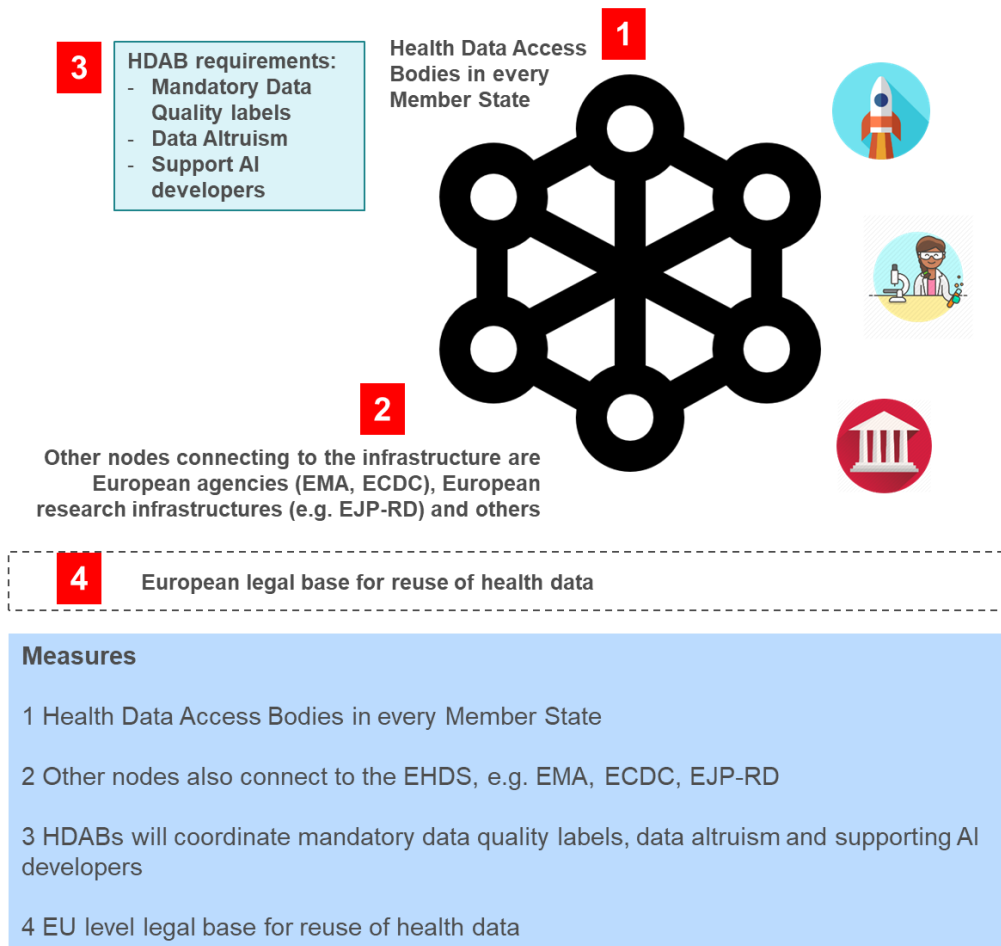 3
HDAB requirements:
- Mandatory Data
Quality labels
- Data Altruism
- Support AI
developers
1
Health Data Access
Bodies in every
Member State
2
Other nodes connecting to the infrastructure are
European agencies (EMA, ECDC), European
research infrastructures (e.g. EJP-RD) and others
4
European legal base for reuse of health data
Measures
1 Health Data Access Bodies in every Member State
2 Other nodes also connect to the EHDS, e.g. EMA, ECDC, EJP-RD
3 HDABs will coordinate mandatory data quality labels, data altruism and supporting AI
developers
4 EU level legal base for reuse of health data